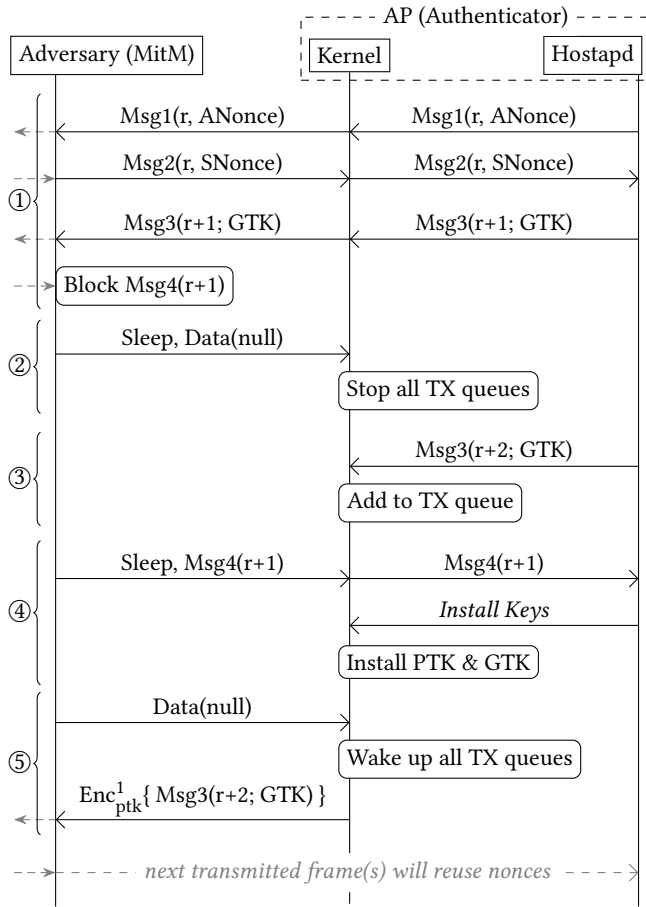 AP (Authenticator)
Adversary (MitM) Kernel Hostapd
Msg1(r, ANonce) Msg1(r, ANonce)
Msg2(r, SNonce) Msg2(r, SNonce)
①
Msg3(r+1; GTK) Msg3(r+1; GTK)
Block Msg4(r+1)
Sleep, Data(null)
②
Stop all TX queues
Msg3(r+2; GTK)
③
Add to TX queue
Sleep, Msg4(r+1) Msg4(r+1)
④ Install Keys
Install PTK & GTK
Data(null)
⑤ Wake up all TX queues
Enc¹ₚₜₖ{ Msg3(r+2; GTK) }
next transmitted frame(s) will reuse nonces